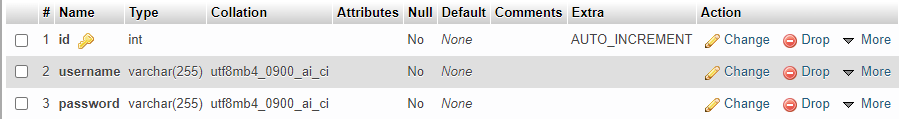 # Name Type Collation Attributes Null Default Comments Extra Action
1 id int No None AUTO_INCREMENT Change Drop More
2 username varchar(255) utf8mb4_0900_ai_ci No None Change Drop More
3 password varchar(255) utf8mb4_0900_ai_ci No None Change Drop More